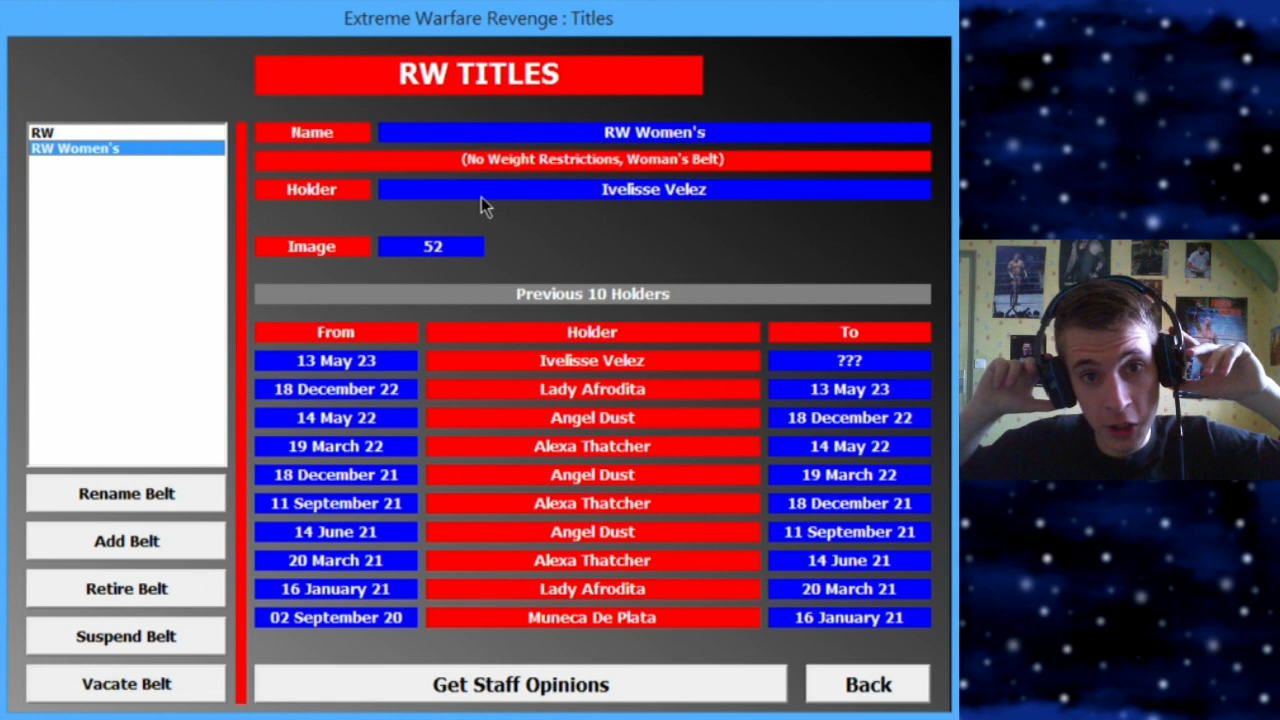 Extreme Warfare Revenge : Titles
RW TITLES
RW
RW Women's
Name RW Women's
(No Weight Restrictions, Woman's Belt)
Holder Ivelisse Velez
Image 52
Previous 10 Holders
From Holder To
13 May 23 Ivelisse Velez ???
18 December 22 Lady Afrodita 13 May 23
14 May 22 Angel Dust 18 December 22
19 March 22 Alexa Thatcher 14 May 22
18 December 21 Angel Dust 19 March 22
11 September 21 Alexa Thatcher 18 December 21
14 June 21 Angel Dust 11 September 21
20 March 21 Alexa Thatcher 14 June 21
16 January 21 Lady Afrodita 20 March 21
02 September 20 Muneca De Plata 16 January 21
Rename Belt
Add Belt
Retire Belt
Suspend Belt
Vacate Belt
Get Staff Opinions
Back